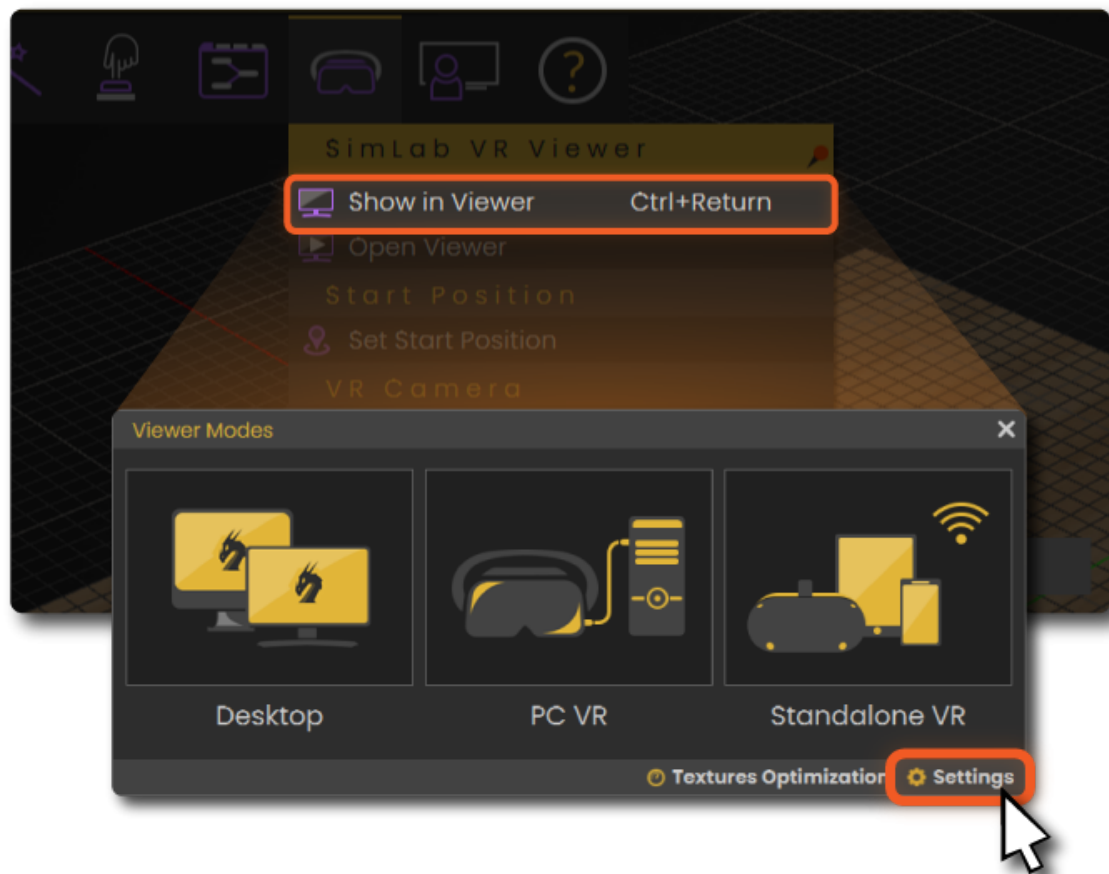 ?
SimLab VR Viewer
Show in Viewer Ctrl+Return
Open Viewer
Start Position
Set Start Position
VR Camera
Viewer Modes
Desktop PC VR Standalone VR
Textures Optimization Settings